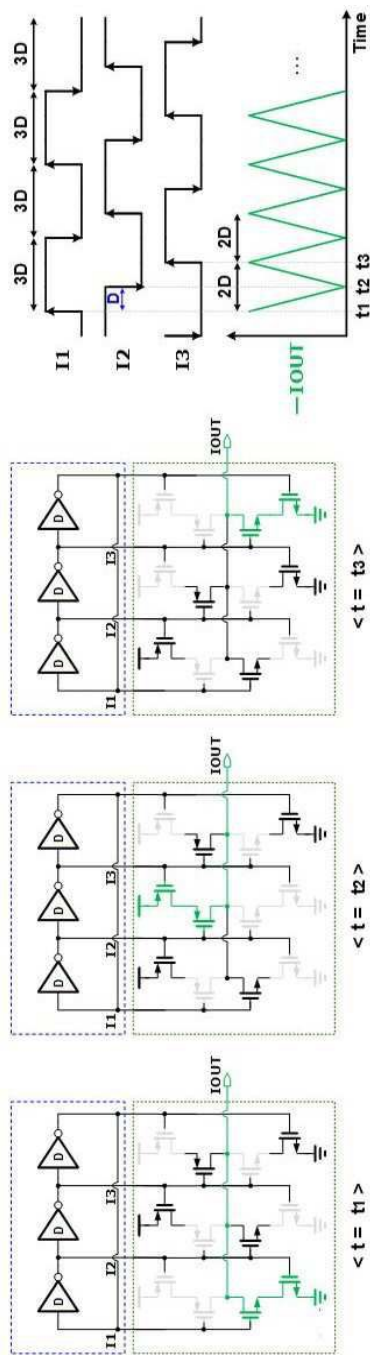 D
D
D
I1
I2
I3
IOUT
< t = t1 >
D
D
D
I1
I2
I3
IOUT
< t = t2 >
D
D
D
I1
I2
I3
IOUT
< t = t3 >
3D
3D
3D
3D
I1
D
I2
I3
2D
2D
...
—IOUT
t1 t2 t3
Time